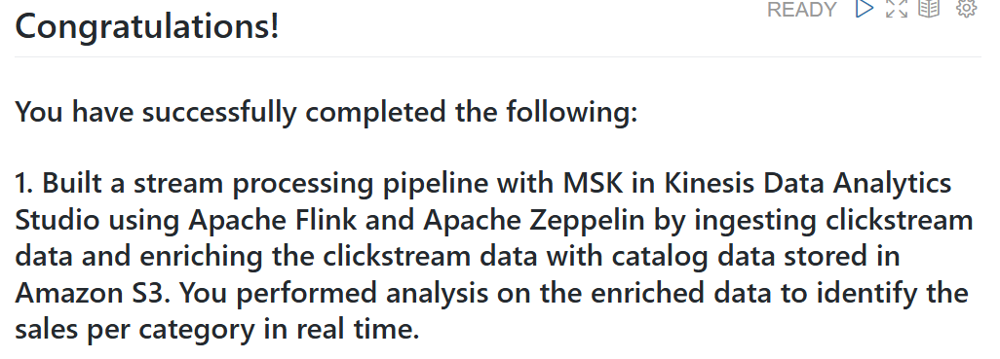 READY
Congratulations!
You have successfully completed the following:
1. Built a stream processing pipeline with MSK in Kinesis Data Analytics
Studio using Apache Flink and Apache Zeppelin by ingesting clickstream
data and enriching the clickstream data with catalog data stored in
Amazon S3. You performed analysis on the enriched data to identify the
sales per category in real time.